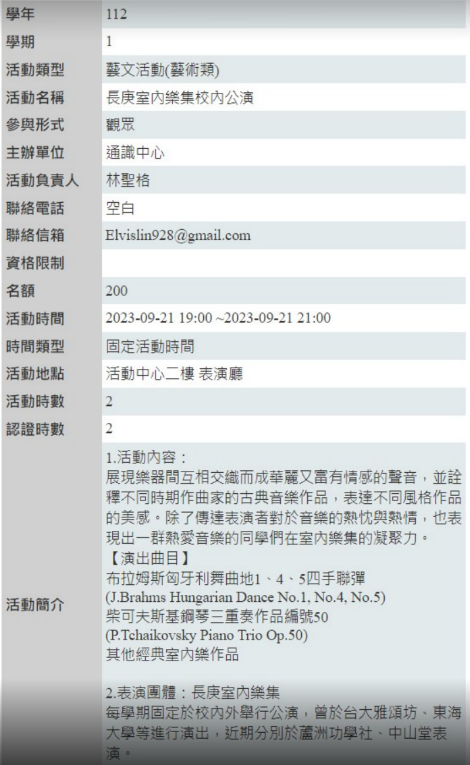 學年 112
學期 1
活動類型 藝文活動(藝術類)
活動名稱 長庚室內樂集校內公演
參與形式 觀眾
主辦單位 通識中心
活動負責人 林聖格
聯絡電話 空白
聯絡信箱 Elvislin928@gmail.com
資格限制
名額 200
活動時間 2023-09-21 19:00 ~2023-09-21 21:00
時間類型 固定活動時間
活動地點 活動中心二樓 表演廳
活動時數 2
認證時數 2
活動簡介
1.活動內容：
展現樂器間互相交織而成華麗又富有情感的聲音，並詮
釋不同時期作曲家的古典音樂作品，表達不同風格作品
的美感。除了傳達表演者對於音樂的熱忱與熱情，也表
現出一群熱愛音樂的同學們在室內樂集的凝聚力。
【演出曲目】
布拉姆斯匈牙利舞曲地1、4、5四手聯彈
(J.Brahms Hungarian Dance No.1, No.4, No.5)
柴可夫斯基鋼琴三重奏作品編號50
(P.Tchaikovsky Piano Trio Op.50)
其他經典室內樂作品
2.表演團體：長庚室內樂集
每學期固定於校內外舉行公演，曾於台大雅頌坊、東海
大學等進行演出，近期分別於蘆洲功學社、中山堂表
演。